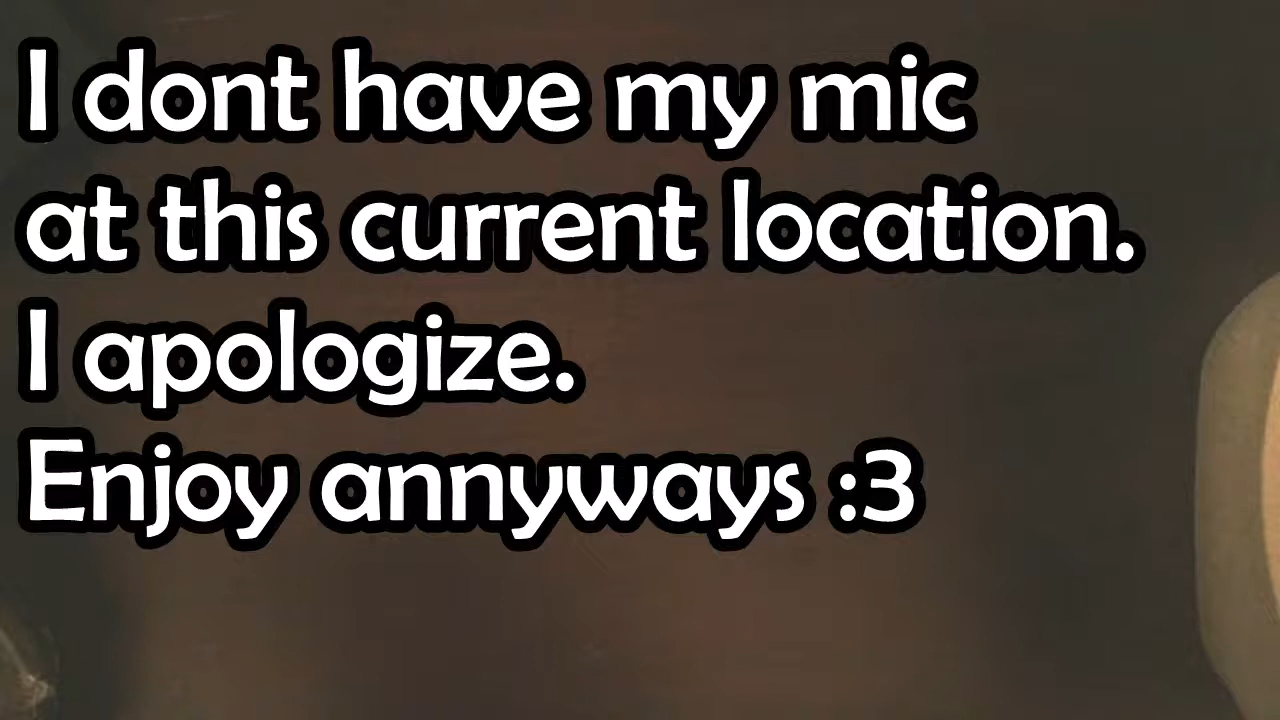 I dont have my mic
at this current location.
I apologize.
Enjoy annyways :3